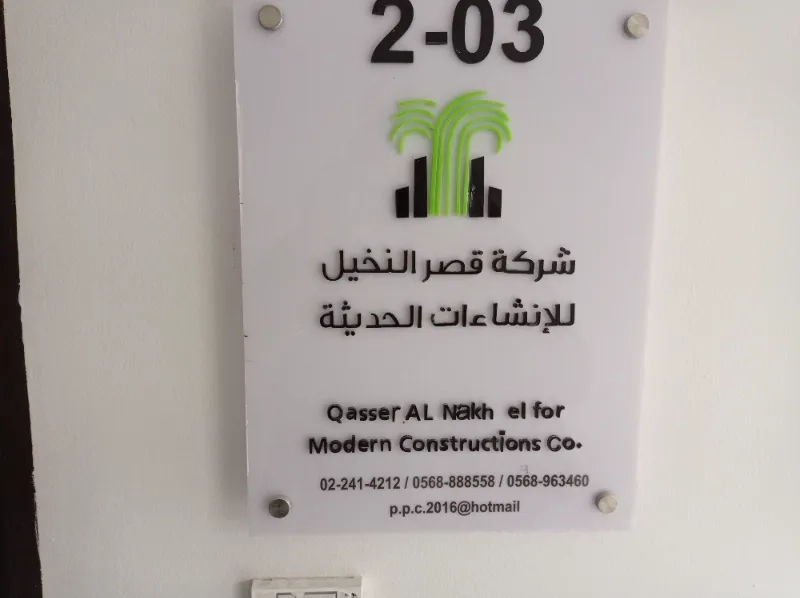 2-03
شركة قصر النخيل
للإنشاءات الحديثة
Qasser AL Nakh el for
Modern Constructions Co.
02-241-4212 / 0568-888558 / 0568-963460
p.p.c.2016@hotmail